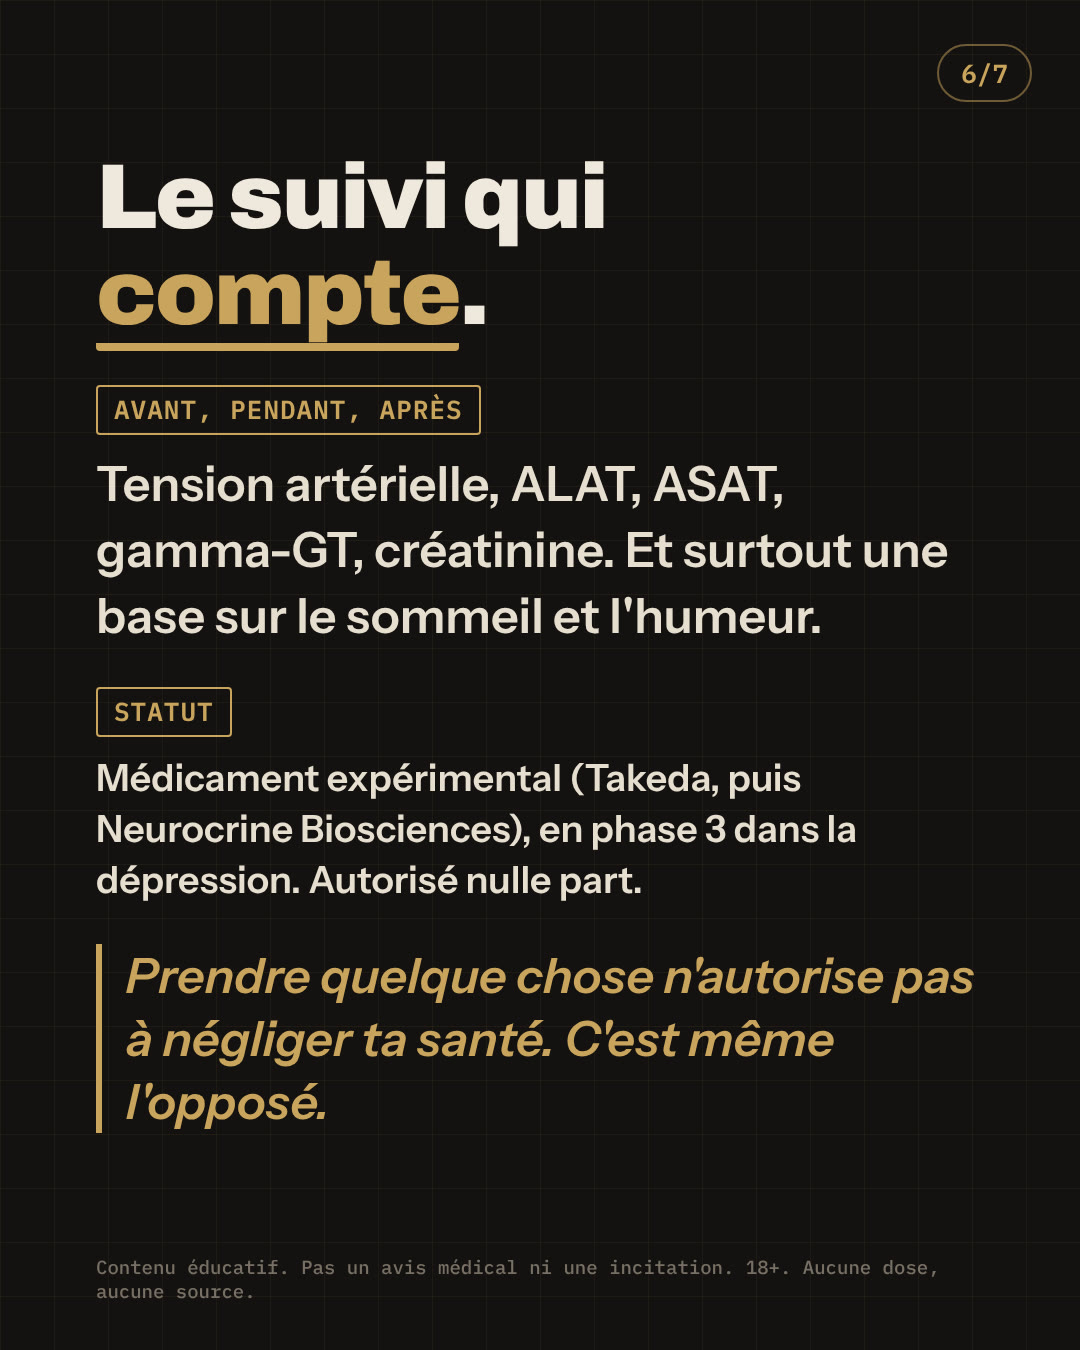 6/7
Le suivi qui
compte.
AVANT, PENDANT, APRÈS
Tension artérielle, ALAT, ASAT,
gamma-GT, créatinine. Et surtout une
base sur le sommeil et l'humeur.
STATUT
Médicament expérimental (Takeda, puis
Neurocrine Biosciences), en phase 3 dans la
dépression. Autorisé nulle part.
Prendre quelque chose n'autorise pas
à négliger ta santé. C'est même
l'opposé.
Contenu éducatif. Pas un avis médical ni une incitation. 18+. Aucune dose,
aucune source.